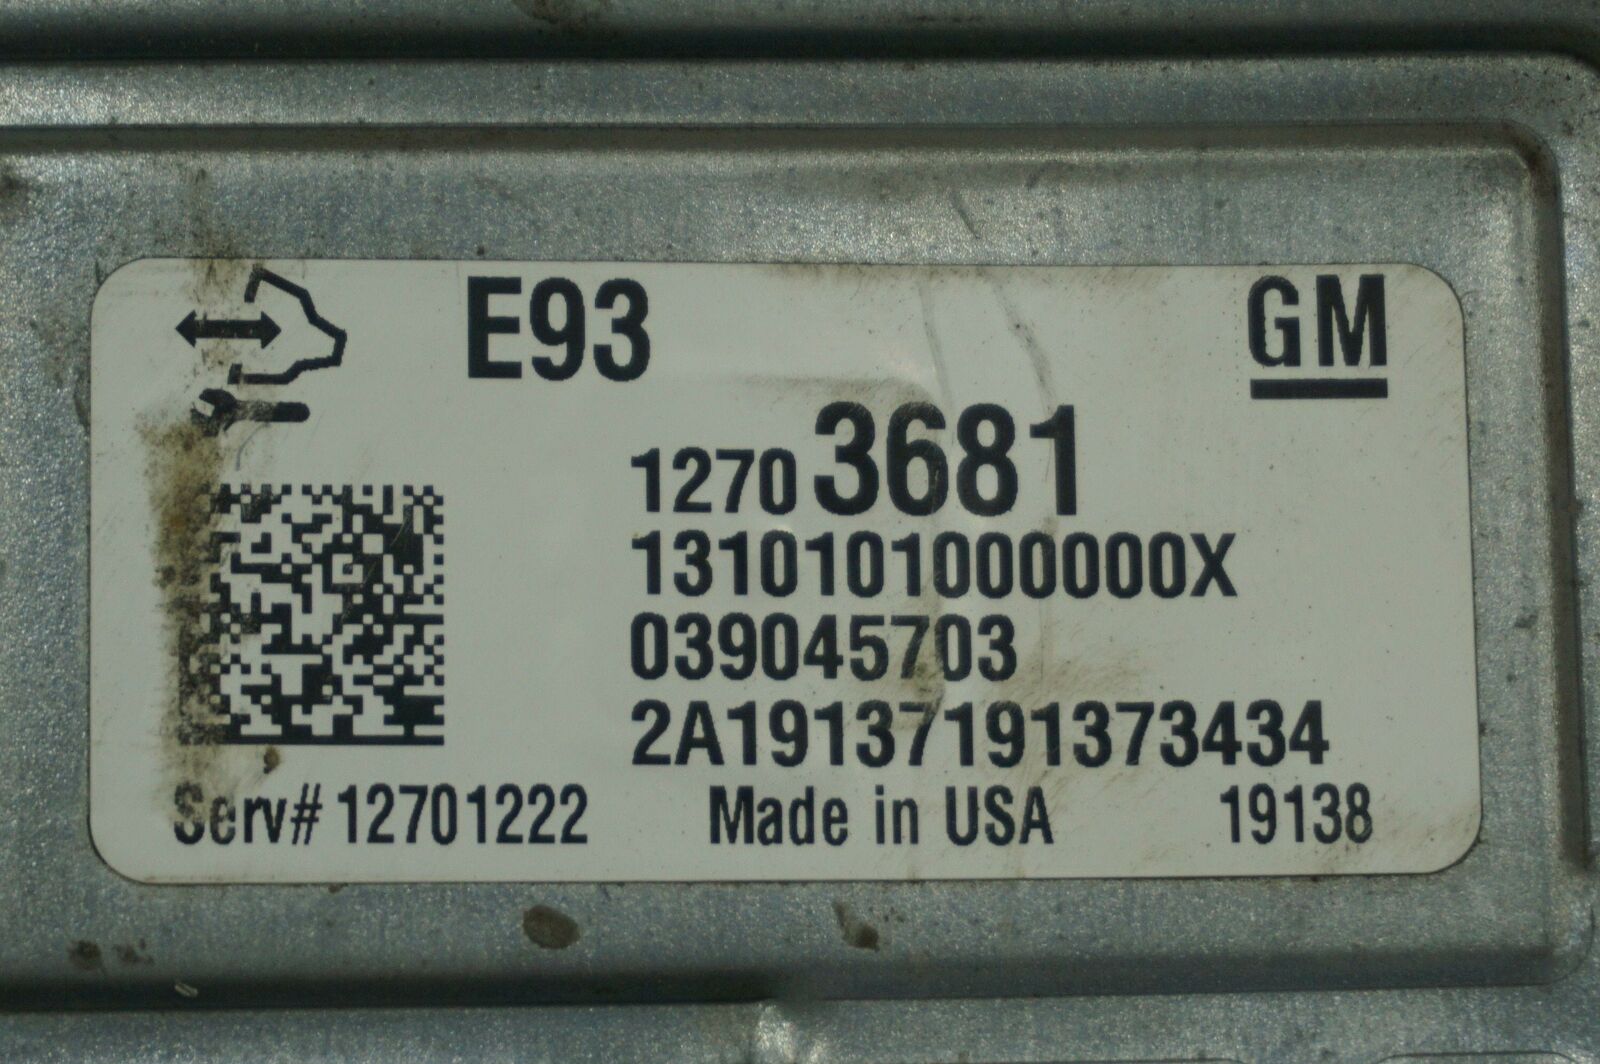 E93
GM
12703681
1310101000000X
039045703
2A19137191373434
Serv# 12701222 Made in USA 19138